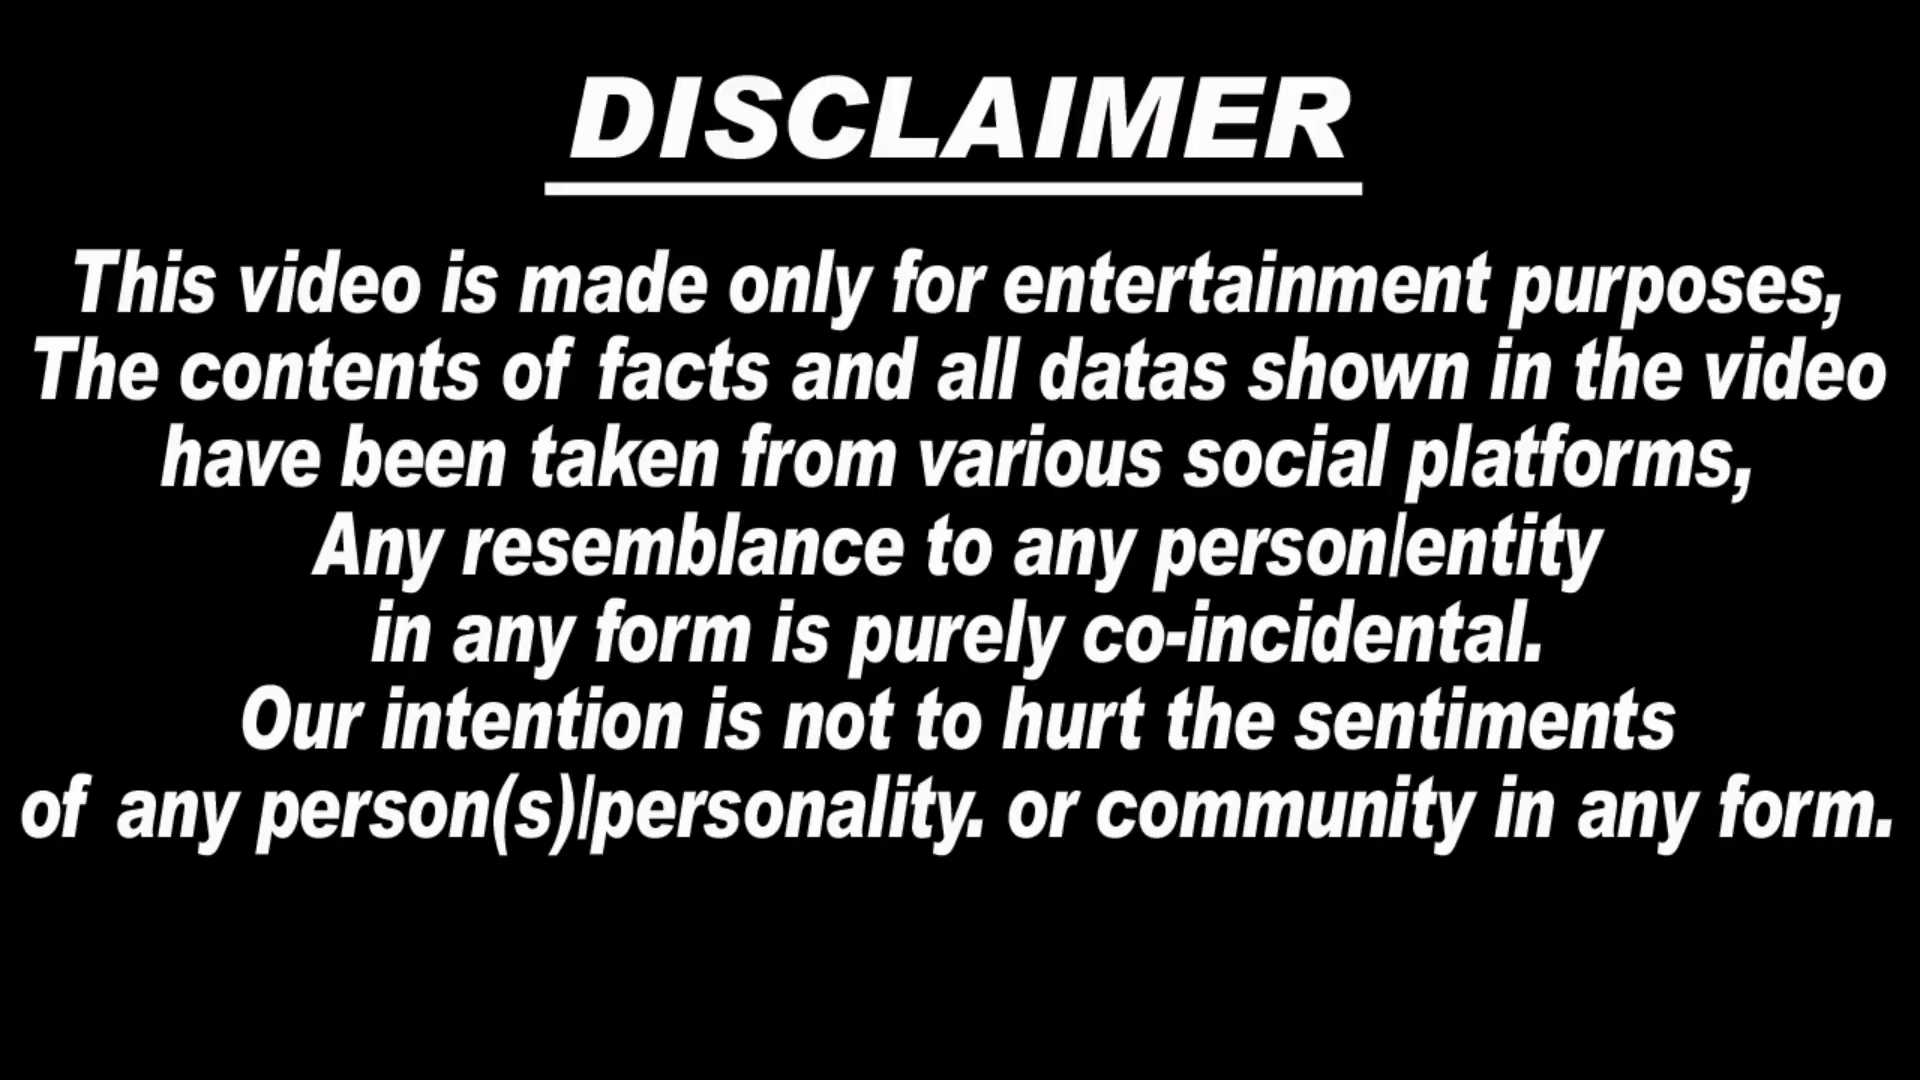 DISCLAIMER
This video is made only for entertainment purposes,
The contents of facts and all datas shown in the video
have been taken from various social platforms,
Any resemblance to any person/entity
in any form is purely co-incidental.
Our intention is not to hurt the sentiments
of any person(s)/personality. or community in any form.